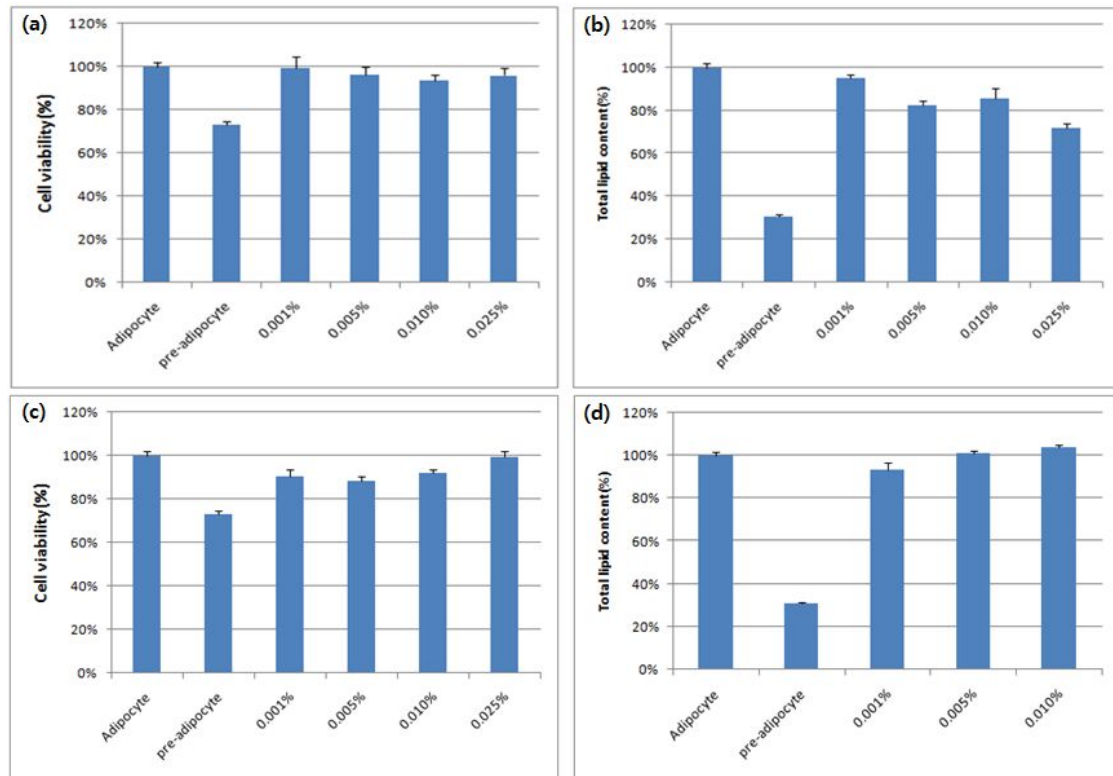 (a)
120%
100%
80%
60%
40%
20%
0%
Cell viability(%)
Adipocyte
pre-adipocyte
0.001%
0.005%
0.010%
0.025%
(b)
120%
100%
80%
60%
40%
20%
0%
Total lipid content(%)
Adipocyte
pre-adipocyte
0.001%
0.005%
0.010%
0.025%
(c)
120%
100%
80%
60%
40%
20%
0%
Cell viability(%)
Adipocyte
pre-adipocyte
0.001%
0.005%
0.010%
0.025%
(d)
120%
100%
80%
60%
40%
20%
0%
Total lipid content(%)
Adipocyte
pre-adipocyte
0.001%
0.005%
0.010%